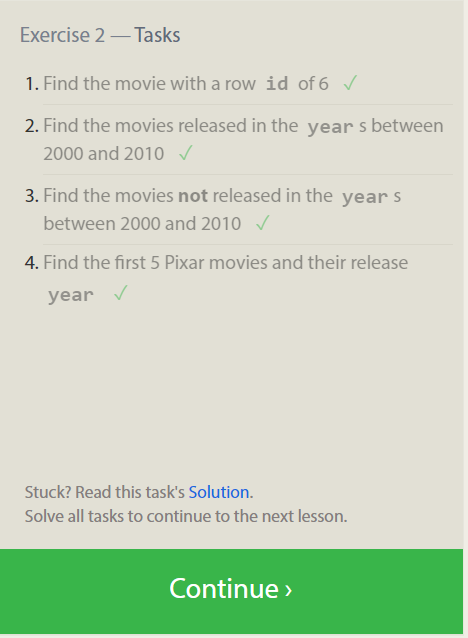 Exercise 2 — Tasks
1. Find the movie with a row id of 6 ✓
2. Find the movies released in the year s between
2000 and 2010 ✓
3. Find the movies not released in the year s
between 2000 and 2010 ✓
4. Find the first 5 Pixar movies and their release
year ✓
Stuck? Read this task's Solution.
Solve all tasks to continue to the next lesson.
Continue ›